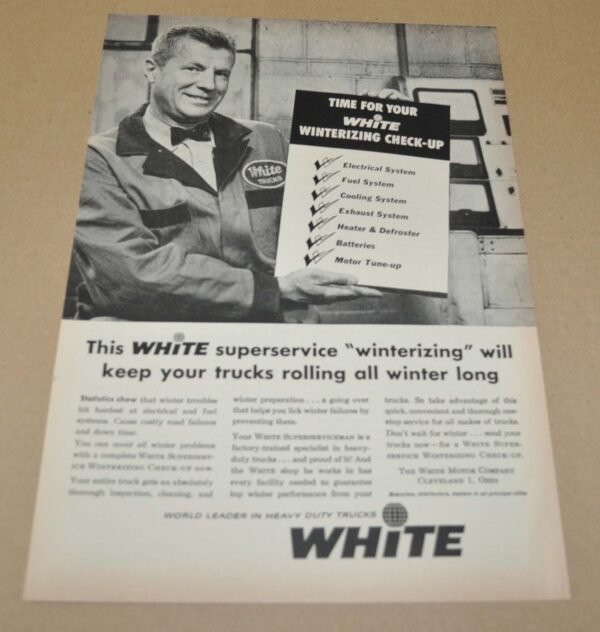 TIME FOR YOUR
WHITE
WINTERIZING CHECK-UP
Electrical System
Fuel System
Cooling System
Exhaust System
Heater & Defroster
Batteries
Motor Tune-up
White
TRUCKS
This WHiTE superservice "winterizing" will
keep your trucks rolling all winter long
Statistics show that winter troubles
hit hardest at electrical and fuel
systems. Cause costly road failures
and down time.
You can avoid all winter problems
with a complete WHITE SUPERSERV-
ICE WINTERIZING CHECK-UP now.
Your entire truck gets an absolutely
thorough inspection, cleaning, and
winter preparation . . . a going over
that helps you lick winter failures by
preventing them.
Your WHITE SUPERSERVICEMAN is a
factory-trained specialist in heavy-
duty trucks . . . and proud of it! And
the WHITE shop he works in has
every facility needed to guarantee
top winter performance from your
trucks. So take advantage of this
quick, convenient and thorough one-
stop service for all makes of trucks.
Don't wait for winter . . . send your
trucks now—for a WHITE SUPER-
SERVICE WINTERIZING CHECK-UP.
THE WHITE MOTOR COMPANY
CLEVELAND 1, OHIO
Branches, distributors, dealers in all principal cities
WORLD LEADER IN HEAVY DUTY TRUCKS
WHiTE